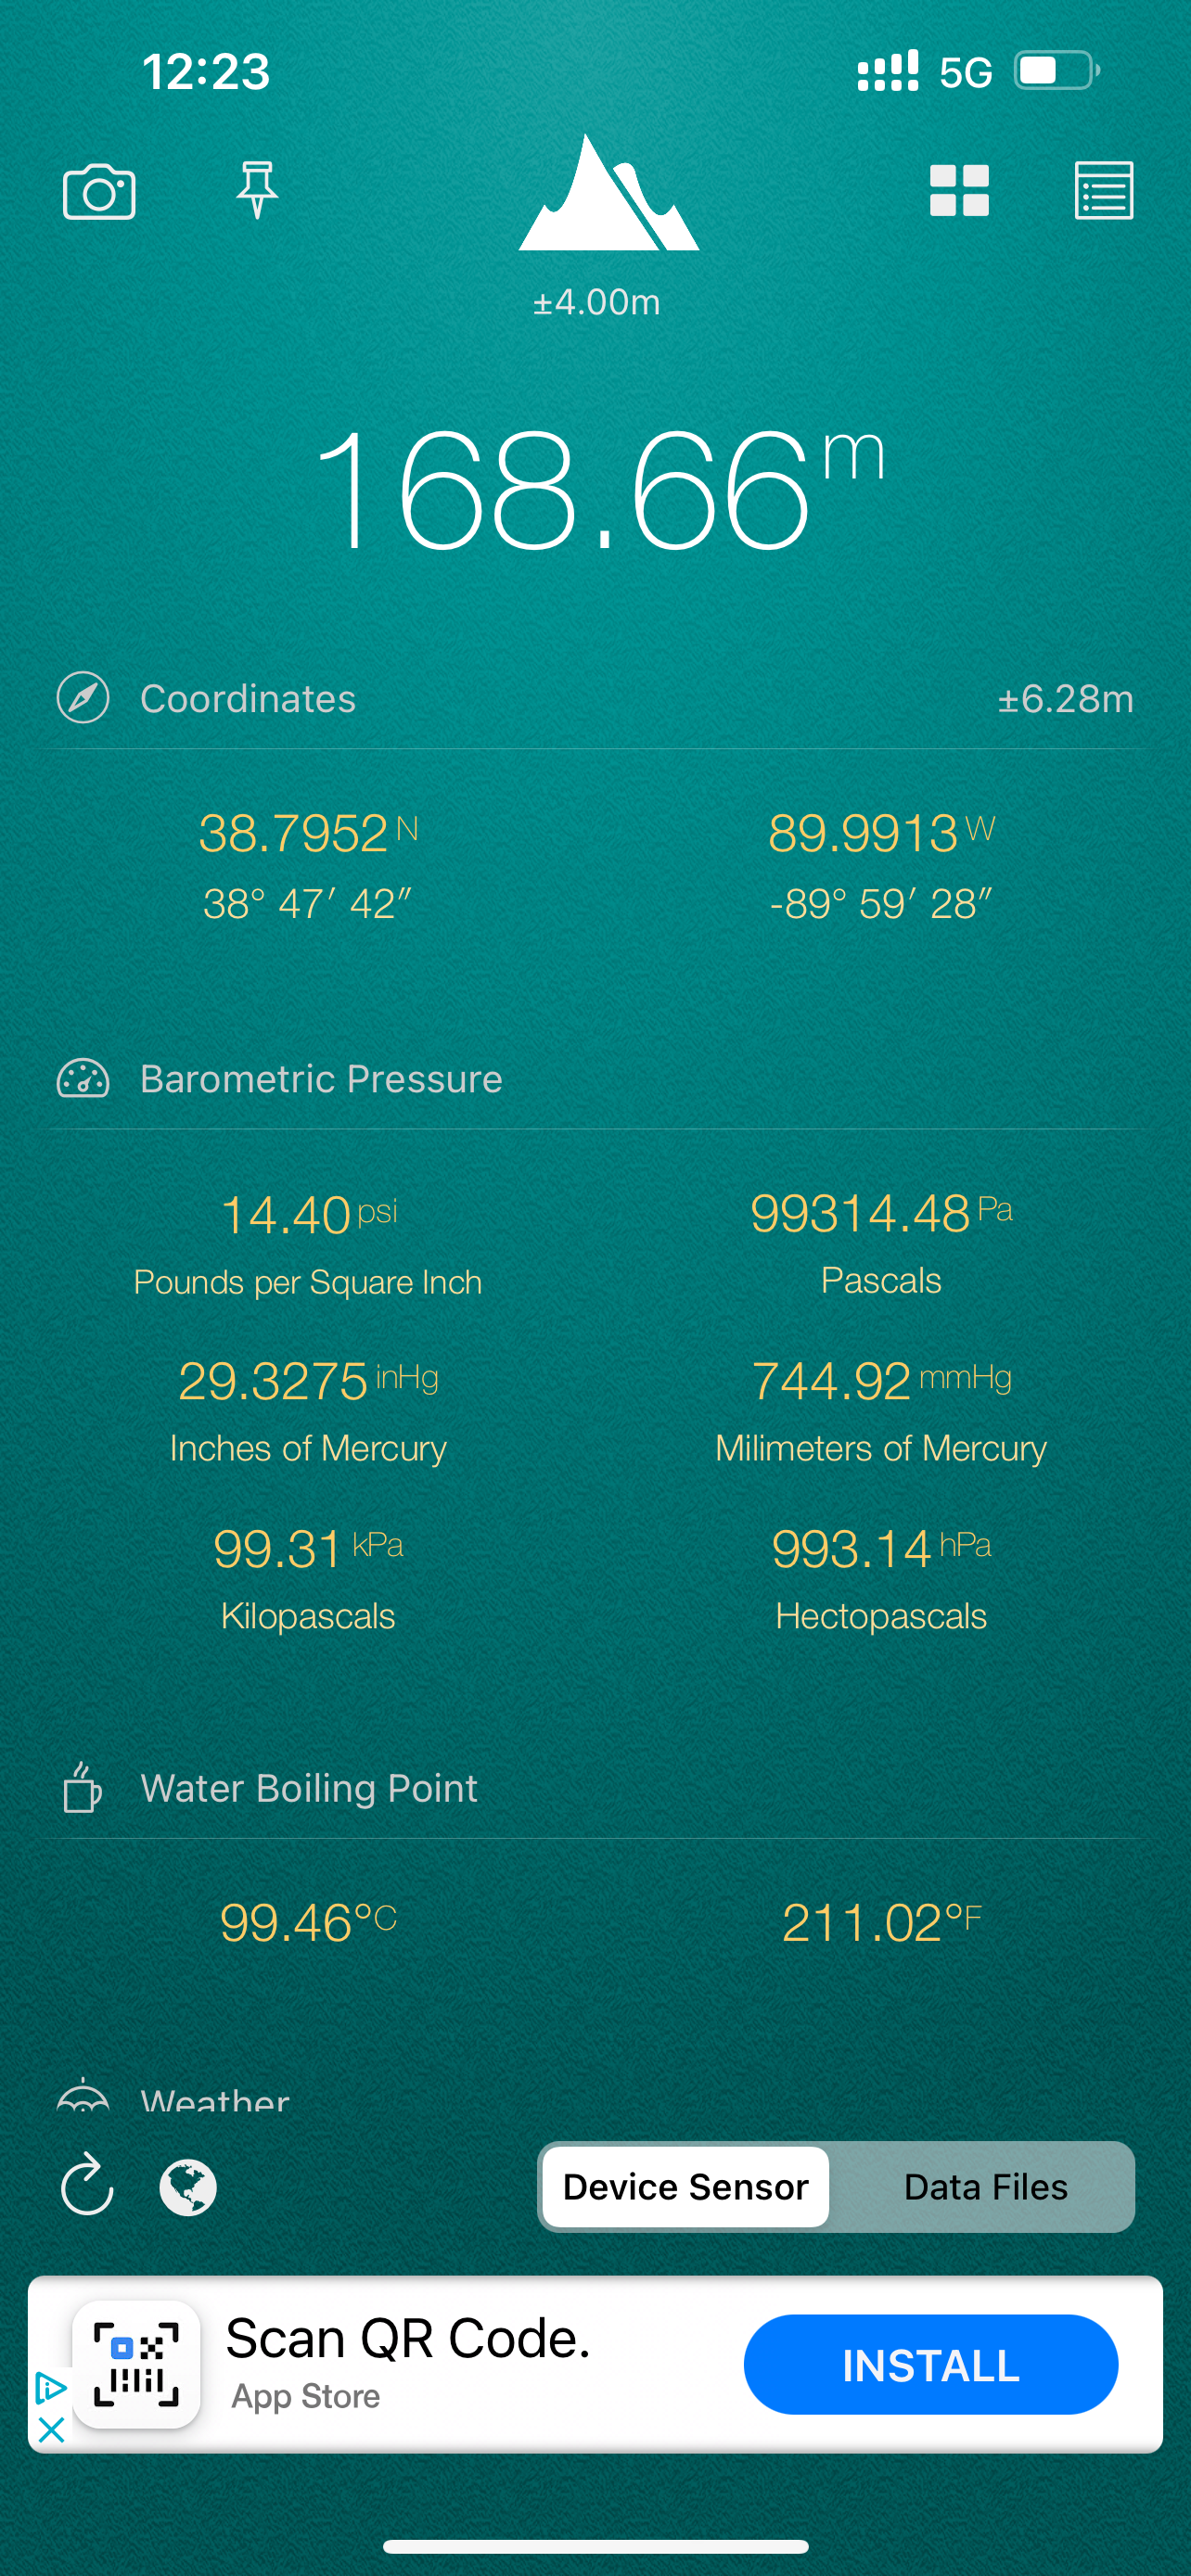 12:23 5G
±4.00m
168.66m
Coordinates ±6.28m
38.7952 N 89.9913 W
38° 47′ 42″ -89° 59′ 28″
Barometric Pressure
14.40 psi 99314.48 Pa
Pounds per Square Inch Pascals
29.3275 inHg 744.92 mmHg
Inches of Mercury Milimeters of Mercury
99.31 kPa 993.14 hPa
Kilopascals Hectopascals
Water Boiling Point
99.46°C 211.02°F
Weather
Device Sensor Data Files
Scan QR Code.
App Store
INSTALL